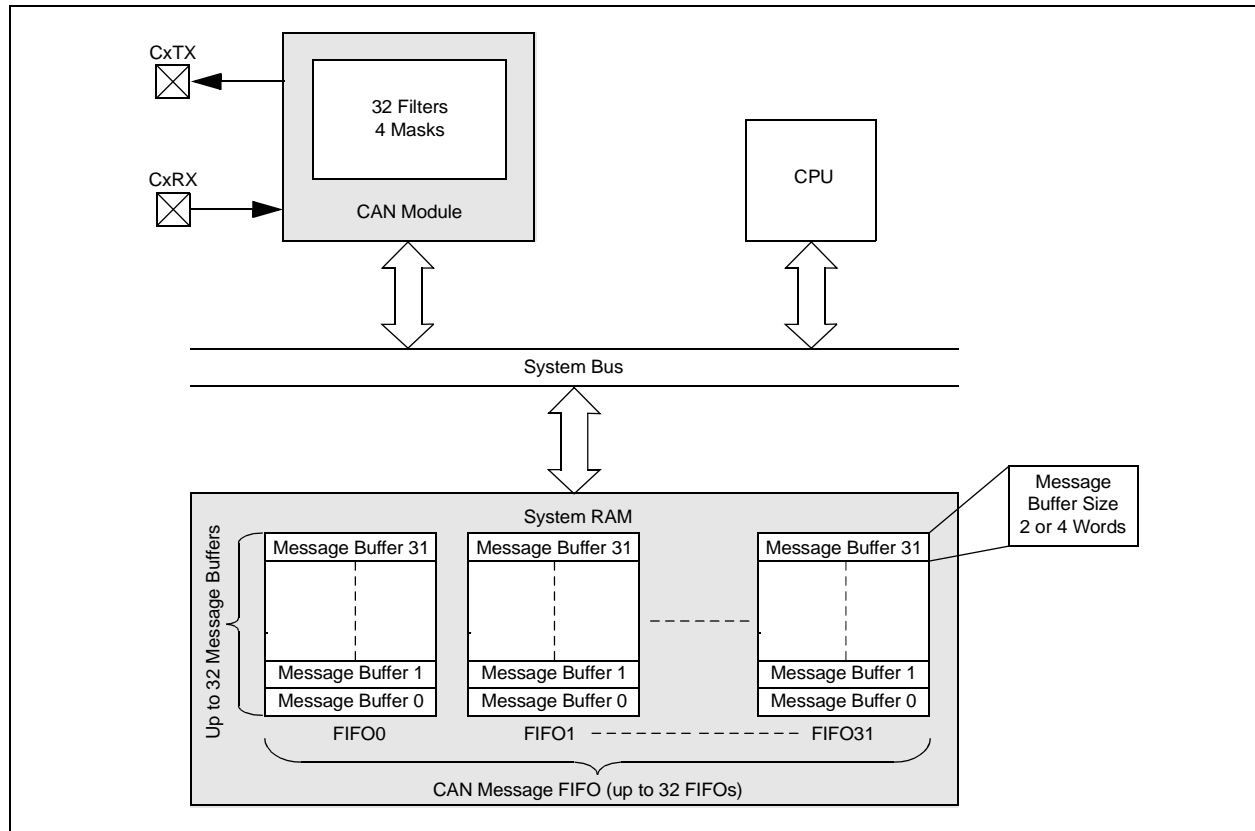 CxTX
32 Filters
4 Masks
CxRX
CAN Module
CPU
System Bus
Message
Buffer Size
2 or 4 Words
System RAM
Up to 32 Message Buffers
Message Buffer 31
Message Buffer 31
Message Buffer 31
Message Buffer 1
Message Buffer 1
Message Buffer 1
Message Buffer 0
Message Buffer 0
Message Buffer 0
FIFO0
FIFO1
FIFO31
CAN Message FIFO (up to 32 FIFOs)